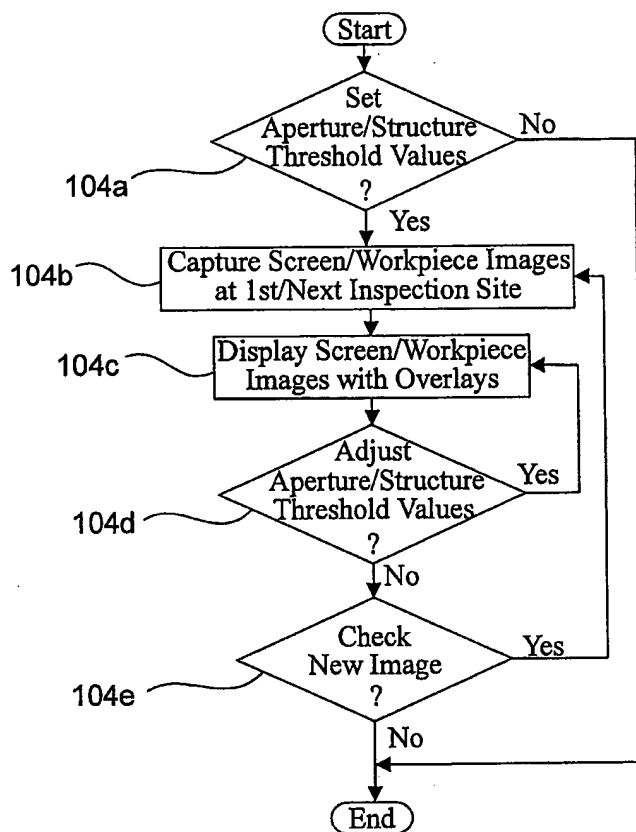 Start
Set
Aperture/Structure
Threshold Values
?
No
104a
Yes
Capture Screen/Workpiece Images
at 1st/Next Inspection Site
104b
Display Screen/Workpiece
Images with Overlays
104c
Adjust
Aperture/Structure
Threshold Values
?
Yes
104d
No
Check
New Image
?
Yes
104e
No
End